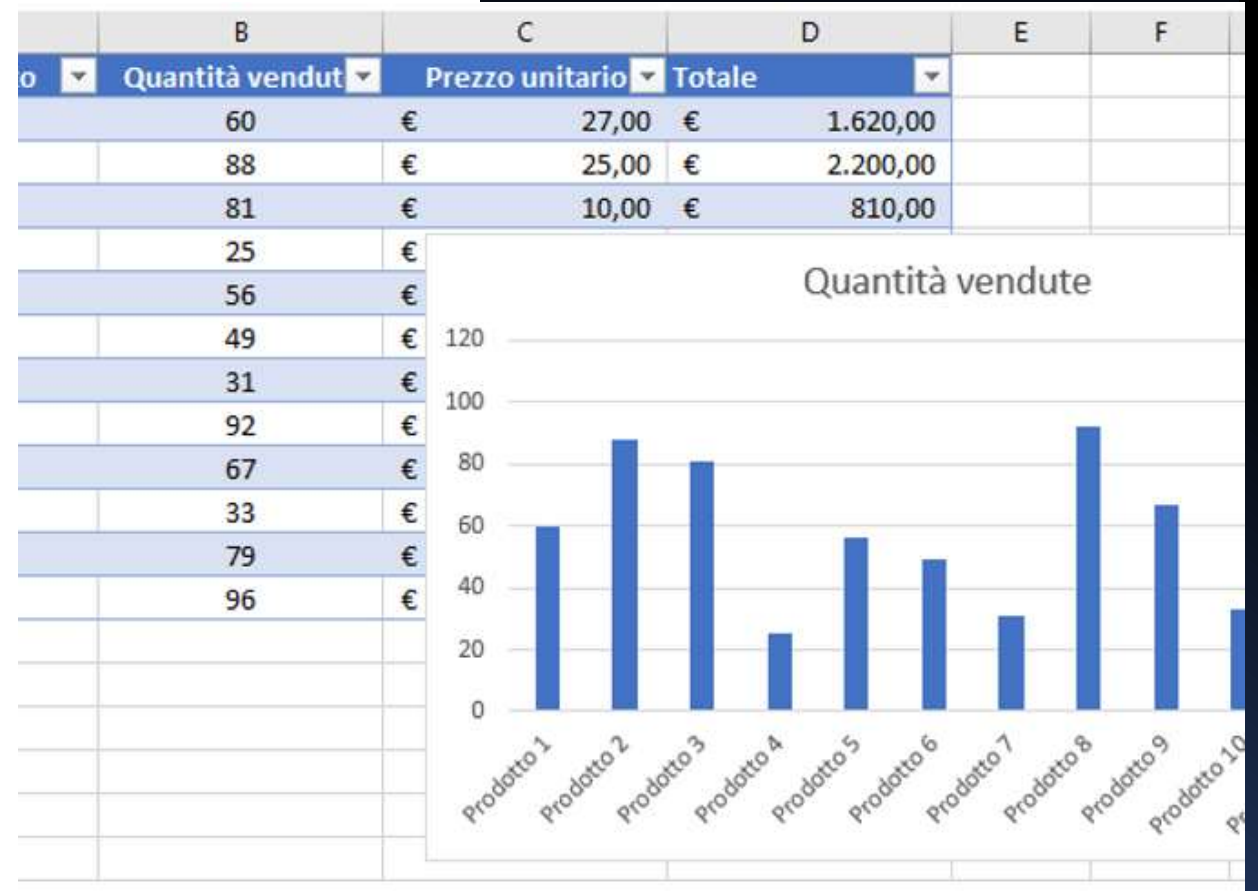 B C D E F
to Quantità vendut Prezzo unitario Totale
60 € 27,00 € 1.620,00
88 € 25,00 € 2.200,00
81 € 10,00 € 810,00
25 €
56 €
49 €
31 €
92 €
67 €
33 €
79 €
96 €
Quantità vendute
120
100
80
60
40
20
0
Prodotto 1
Prodotto 2
Prodotto 3
Prodotto 4
Prodotto 5
Prodotto 6
Prodotto 7
Prodotto 8
Prodotto 9
Prodotto 10